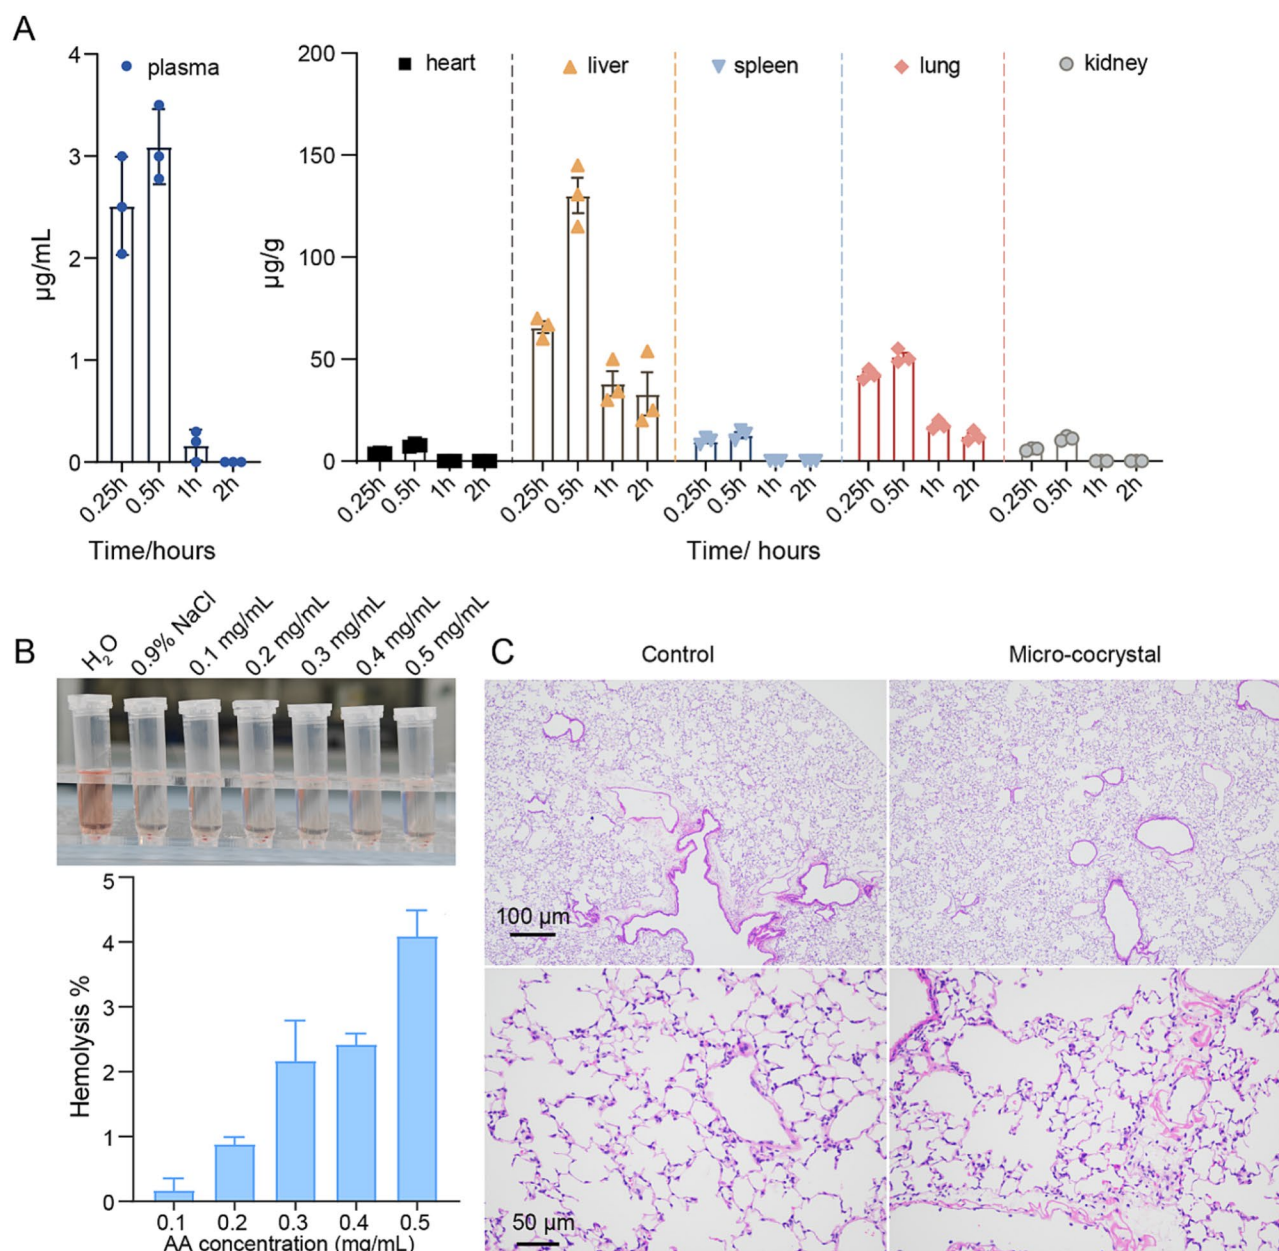 A
plasma
heart
liver
spleen
lung
kidney
4
3
2
1
0
µg/mL
0.25h
0.5h
1h
2h
Time/hours
200
150
100
50
0
µg/g
0.25h
0.5h
1h
2h
0.25h
0.5h
1h
2h
0.25h
0.5h
1h
2h
0.25h
0.5h
1h
2h
0.25h
0.5h
1h
2h
Time/ hours
B
H₂O
0.9% NaCl
0.1 mg/mL
0.2 mg/mL
0.3 mg/mL
0.4 mg/mL
0.5 mg/mL
5
4
3
2
1
0
Hemolysis %
0.1
0.2
0.3
0.4
0.5
AA concentration (mg/mL)
C
Control
Micro-cocrystal
100 µm
50 µm